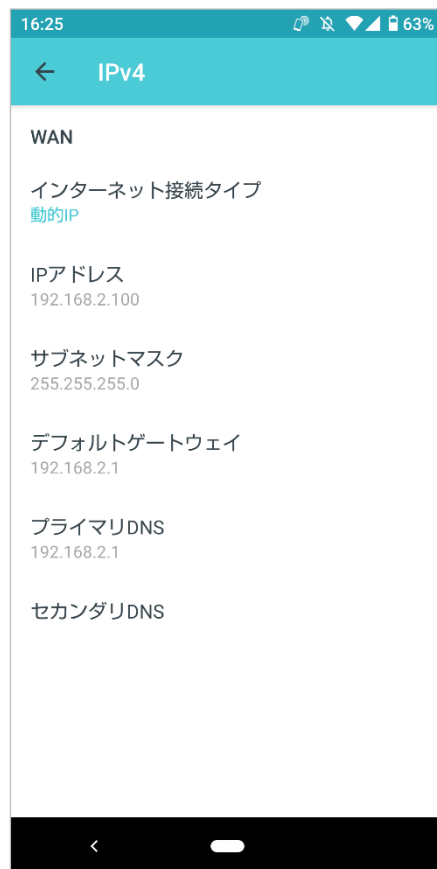 16:25 63%
IPv4
WAN
インターネット接続タイプ
動的IP
IPアドレス
192.168.2.100
サブネットマスク
255.255.255.0
デフォルトゲートウェイ
192.168.2.1
プライマリDNS
192.168.2.1
セカンダリDNS